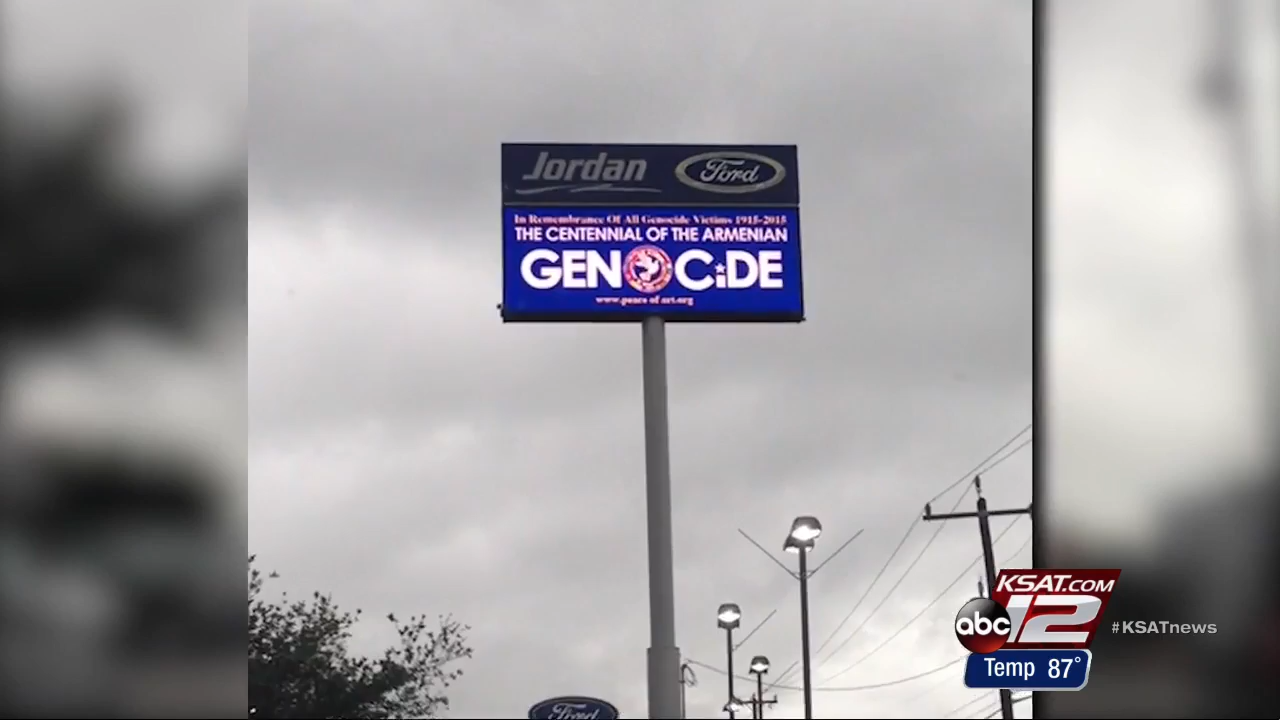 Jordan Ford
In Remembrance Of All Genocide Victims 1915-2015
THE CENTENNIAL OF THE ARMENIAN
GENOCiDE
www.peace of art.org
Ford
KSAT.COM
abc 12
#KSATnews
Temp 87°